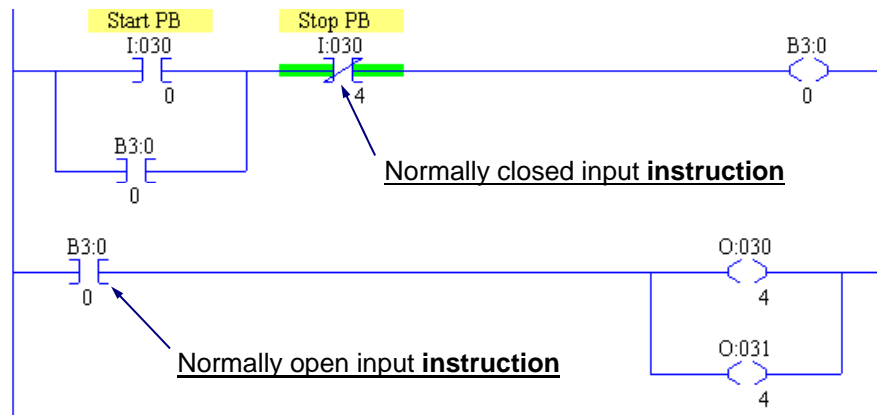 Start PB Stop PB
I:030 I:030 B3:0
0 4 0
B3:0
0
Normally closed input instruction
B3:0 O:030
0 4
O:031
4
Normally open input instruction